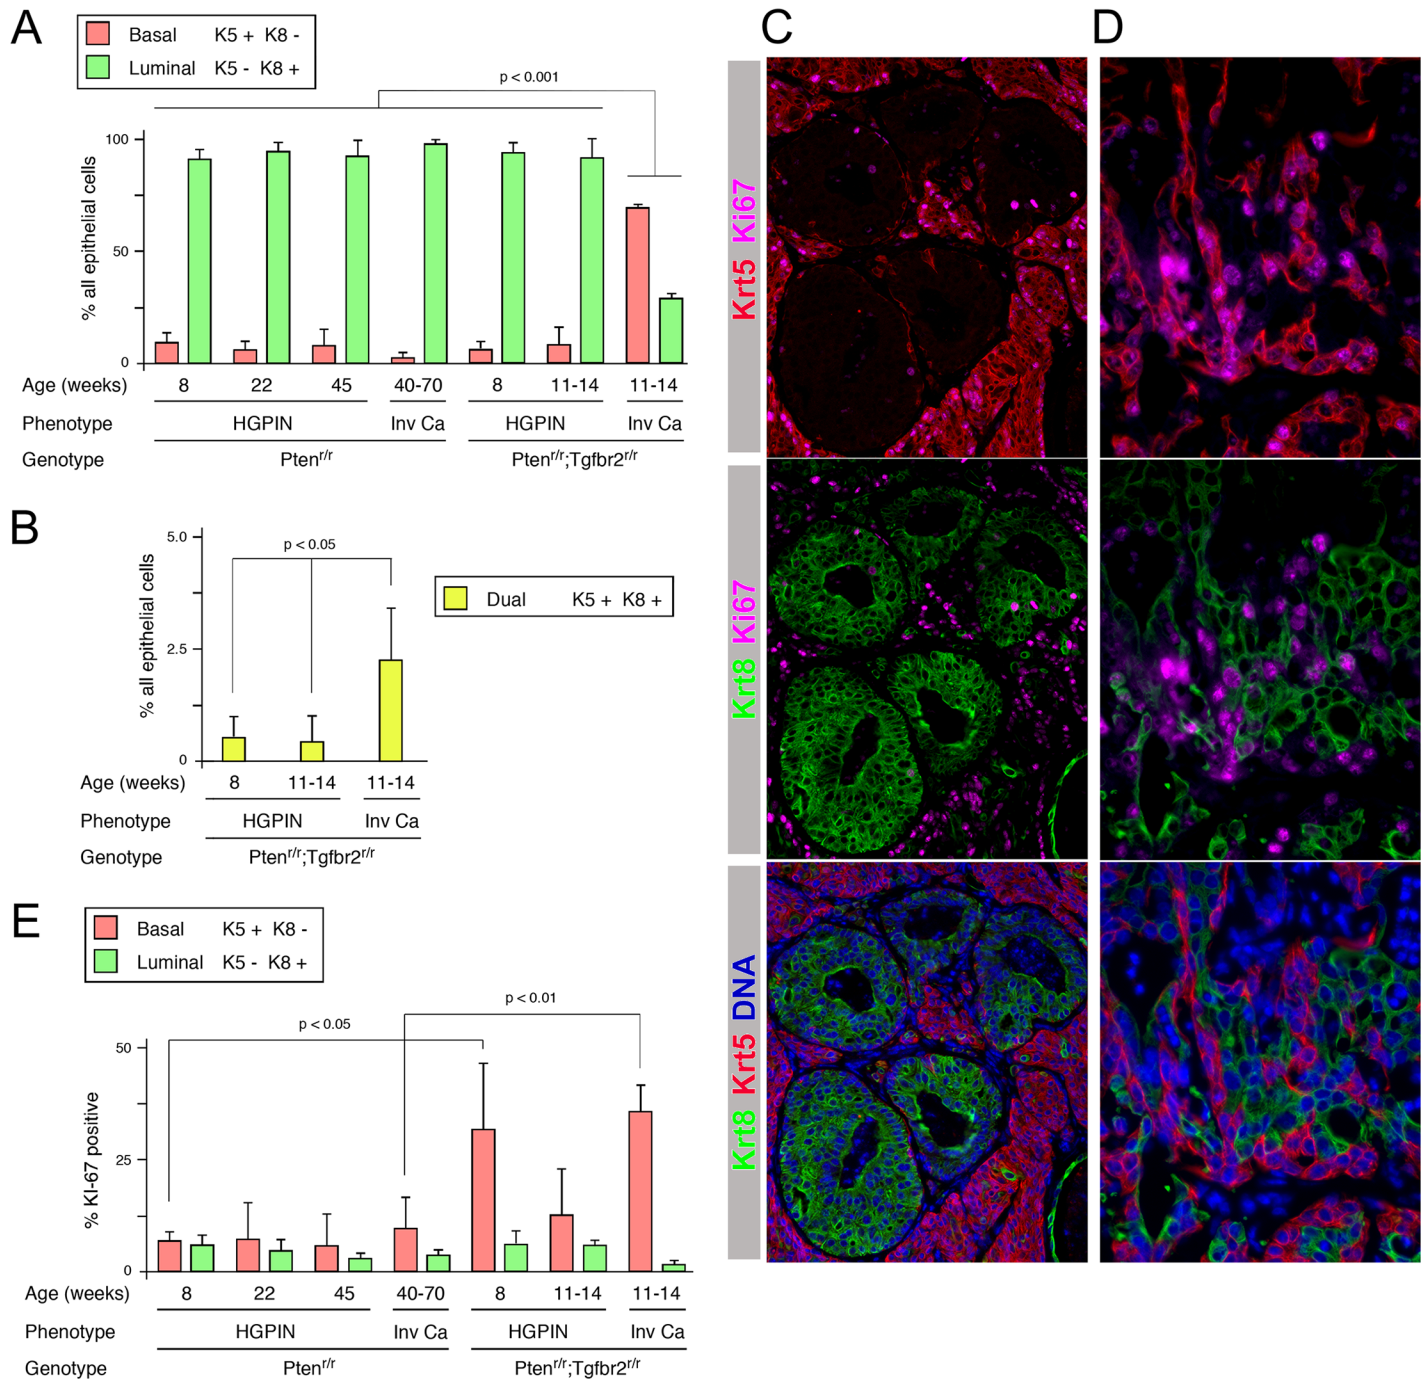 A
Basal K5 + K8 -
Luminal K5 - K8 +
p < 0.001
% all epithelial cells
100
50
0
Age (weeks) 8 22 45 40-70 8 11-14 11-14
Phenotype HGPIN Inv Ca HGPIN Inv Ca
Genotype Pten^r/r Pten^r/r;Tgfbr2^r/r
B
p < 0.05
% all epithelial cells
5.0
2.5
0
Dual K5 + K8 +
Age (weeks) 8 11-14 11-14
Phenotype HGPIN Inv Ca
Genotype Pten^r/r;Tgfbr2^r/r
C
D
Krt5 Ki67
Krt8 Ki67
Krt8 Krt5 DNA
E
Basal K5 + K8 -
Luminal K5 - K8 +
p < 0.01
p < 0.05
% KI-67 positive
50
25
0
Age (weeks) 8 22 45 40-70 8 11-14 11-14
Phenotype HGPIN Inv Ca HGPIN Inv Ca
Genotype Pten^r/r Pten^r/r;Tgfbr2^r/r